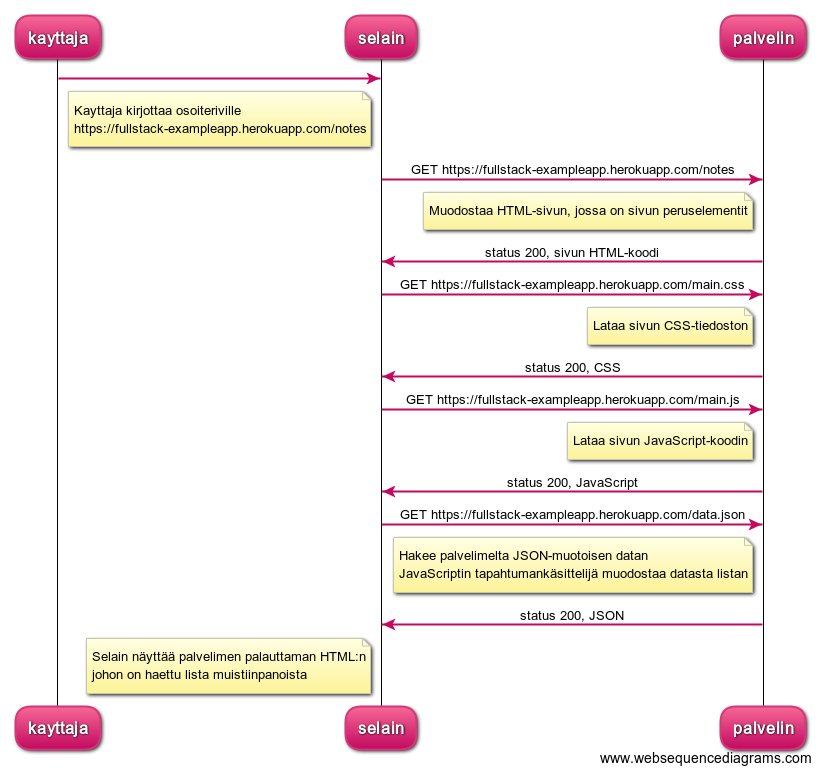 kayttaja
selain
palvelin
Kayttaja kirjottaa osoiteriville
https://fullstack-exampleapp.herokuapp.com/notes
GET https://fullstack-exampleapp.herokuapp.com/notes
Muodostaa HTML-sivun, jossa on sivun peruselementit
status 200, sivun HTML-koodi
GET https://fullstack-exampleapp.herokuapp.com/main.css
Lataa sivun CSS-tiedoston
status 200, CSS
GET https://fullstack-exampleapp.herokuapp.com/main.js
Lataa sivun JavaScript-koodin
status 200, JavaScript
GET https://fullstack-exampleapp.herokuapp.com/data.json
Hakee palvelimelta JSON-muotoisen datan
JavaScriptin tapahtumankäsittelijä muodostaa datasta listan
status 200, JSON
Selain näyttää palvelimen palauttaman HTML:n
johon on haettu lista muistiinpanoista
kayttaja
selain
palvelin
www.websequencediagrams.com